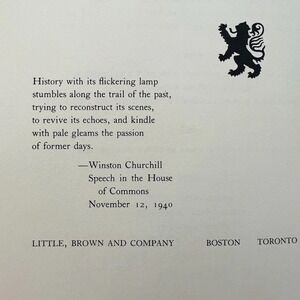 History with its flickering lamp
stumbles along the trail of the past,
trying to reconstruct its scenes,
to revive its echoes, and kindle
with pale gleams the passion
of former days.
—Winston Churchill
Speech in the House
of Commons
November 12, 1940
LITTLE, BROWN AND COMPANY BOSTON TORONTO